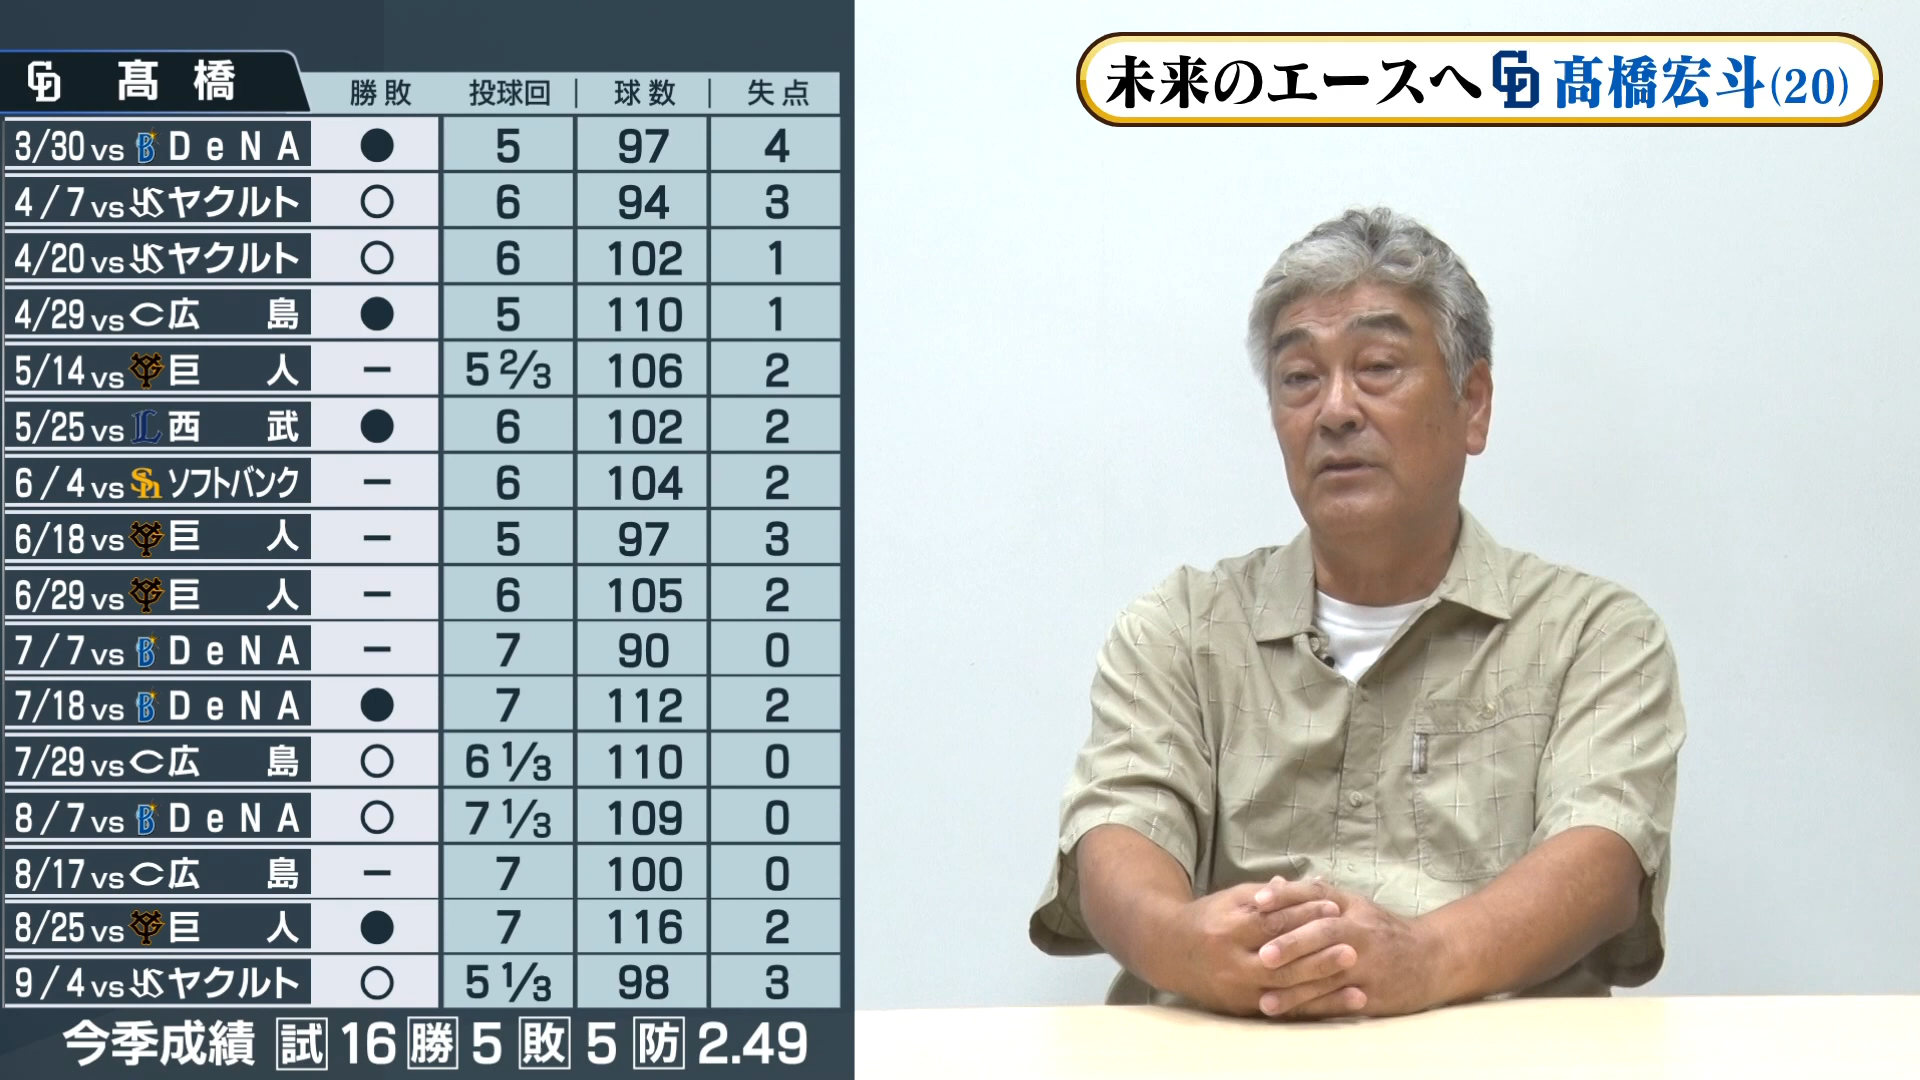 髙橋 勝敗 投球回 球数 失点
3/30 vs DeNA ● 5 97 4
4/7 vs ヤクルト ○ 6 94 3
4/20 vs ヤクルト ○ 6 102 1
4/29 vs 広島 ● 5 110 1
5/14 vs 巨人 － 5 2/3 106 2
5/25 vs 西武 ● 6 102 2
6/4 vs ソフトバンク － 6 104 2
6/18 vs 巨人 － 5 97 3
6/29 vs 巨人 － 6 105 2
7/7 vs DeNA － 7 90 0
7/18 vs DeNA ● 7 112 2
7/29 vs 広島 ○ 6 1/3 110 0
8/7 vs DeNA ○ 7 1/3 109 0
8/17 vs 広島 － 7 100 0
8/25 vs 巨人 ● 7 116 2
9/4 vs ヤクルト ○ 5 1/3 98 3
今季成績 試 16 勝 5 敗 5 防 2.49
未来のエースへ 髙橋宏斗(20)